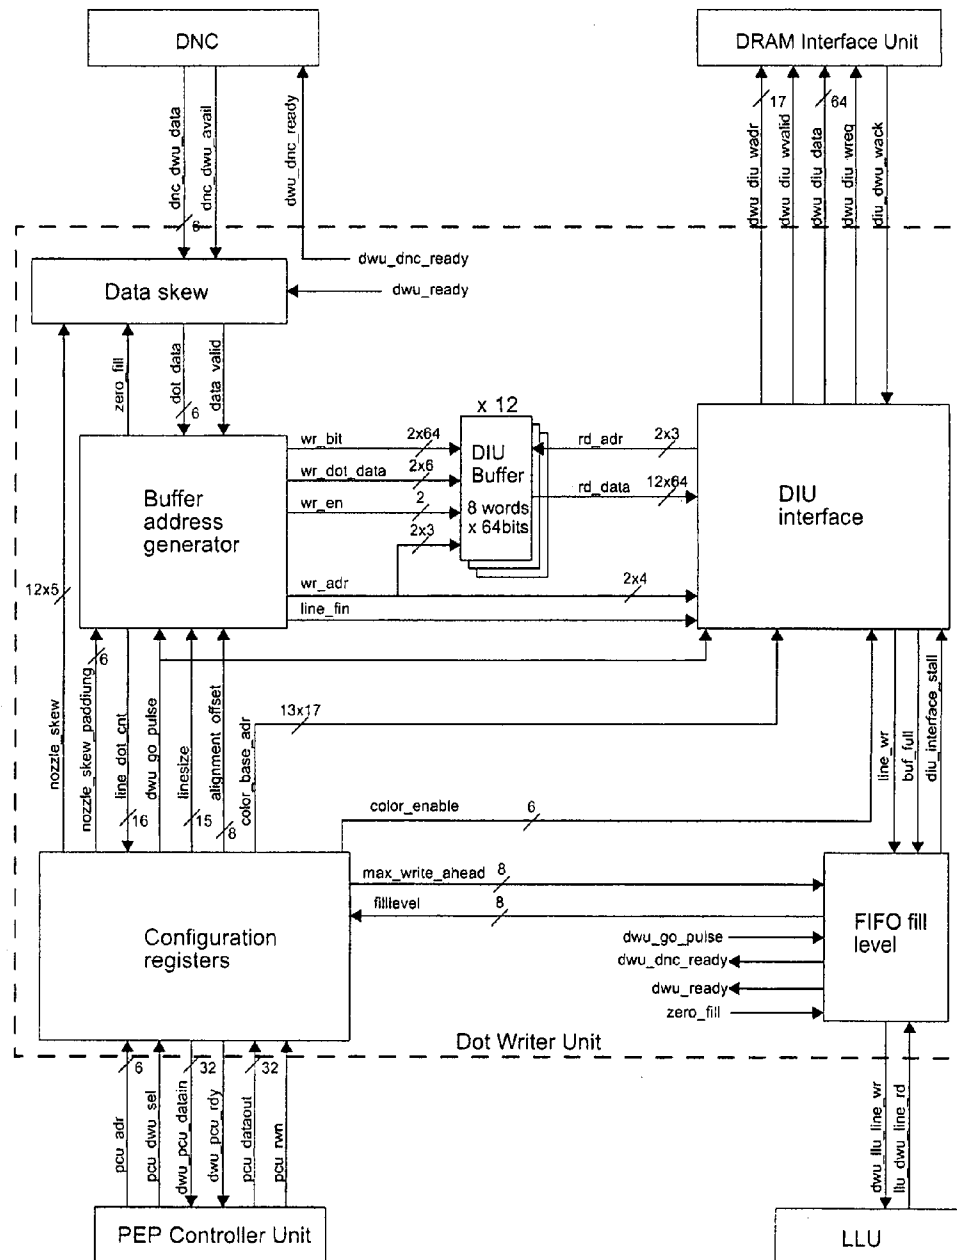 DNC
DRAM Interface Unit
dnc_dwu_data
6
dnc_dwu_avail
dwu_dnc_ready
dwu_diu_wadr
17
dwu_diu_wvalid
dwu_diu_data
64
dwu_diu_wreq
diu_dwu_wack
dwu_dnc_ready
Data skew
dwu_ready
zero_fill
dot_data
6
data_valid
x 12
wr_bit
2x64
wr_dot_data
2x6
wr_en
2
2x3
DIU
Buffer
8 words
x 64bits
rd_adr
2x3
rd_data
12x64
DIU
interface
Buffer
address
generator
wr_adr
2x4
line_fin
12x5
nozzle_skew
6
nozzle_skew_paddiung
line_dot_cnt
16
dwu_go_pulse
linesize
15
alignment_offset
8
color_base_adr
13x17
line_wr
buf_full
diu_interface_stall
color_enable
6
max_write_ahead
8
filllevel
8
Configuration
registers
dwu_go_pulse
dwu_dnc_ready
dwu_ready
zero_fill
FIFO fill
level
Dot Writer Unit
pcu_adr
6
pcu_dwu_sel
dwu_pcu_datain
32
dwu_pcu_rdy
pcu_dataout
32
pcu_rwn
dwu_llu_line_wr
llu_dwu_line_rd
PEP Controller Unit
LLU